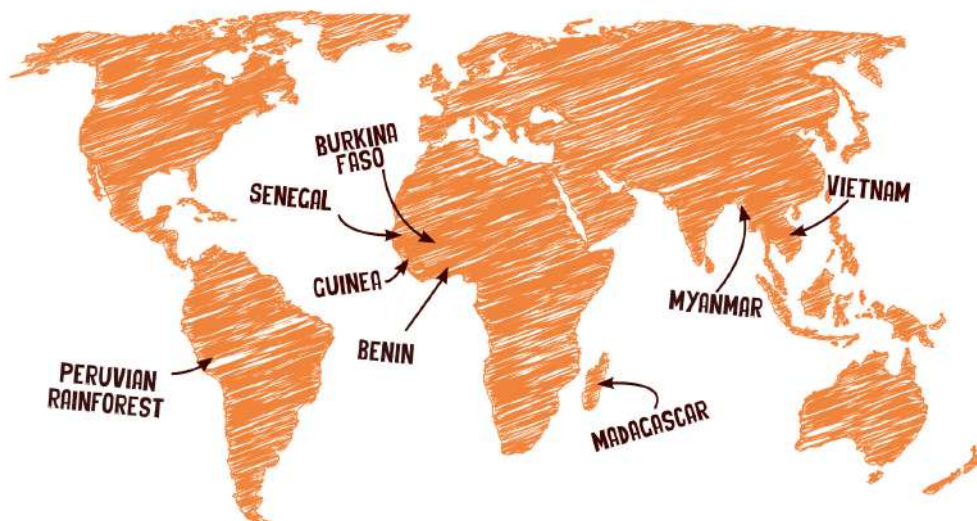 BURKINA
FASO
SENEGAL
VIETNAM
GUINEA
MYANMAR
BENIN
PERUVIAN
RAINFOREST
MADAGASCAR